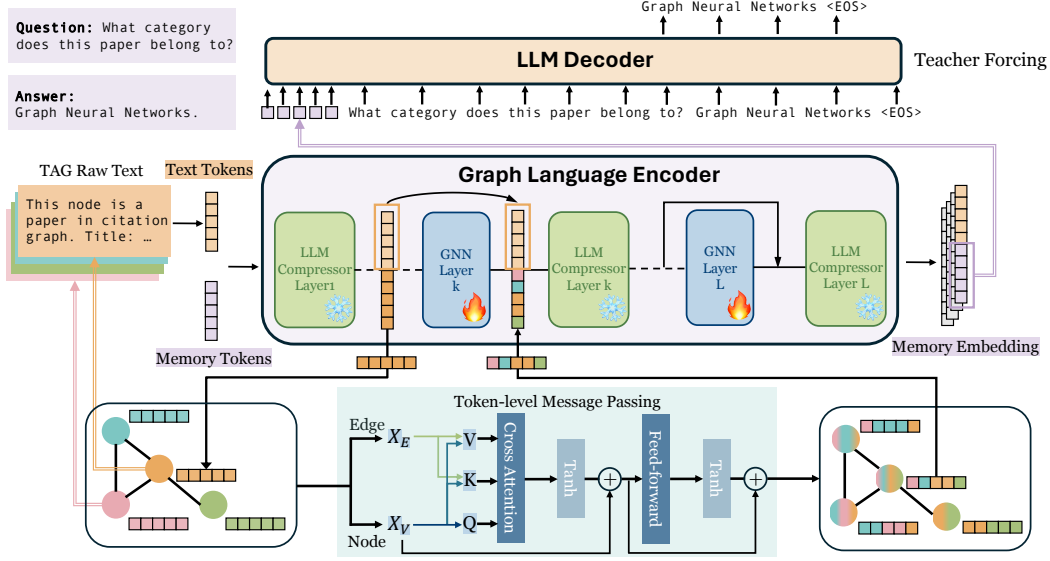 Graph Neural Networks <EOS>
Question: What category
does this paper belong to?
LLM Decoder
Teacher Forcing
Answer:
Graph Neural Networks.
What category does this paper belong to? Graph Neural Networks <EOS>
TAG Raw Text
Text Tokens
Graph Language Encoder
This node is a
paper in citation
graph. Title: …
LLM
Compressor
Layer1
GNN
Layer
k
LLM
Compressor
Layer k
GNN
Layer
L
LLM
Compressor
Layer L
Memory Tokens
Memory Embedding
Token-level Message Passing
Edge
X_E
V
K
Q
X_V
Node
Cross Attention
Tanh
+
Feed-forward
Tanh
+